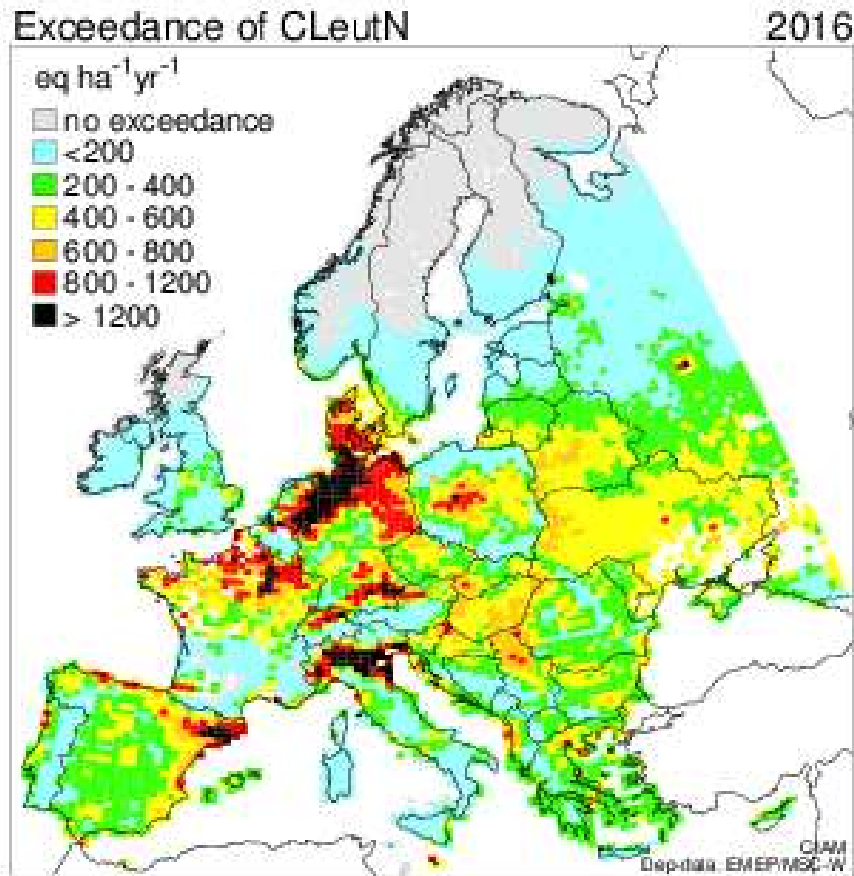 Exceedance of CLeutN 2016
eq ha⁻¹yr⁻¹
no exceedance
<200
200 - 400
400 - 600
600 - 800
800 - 1200
> 1200
Dep-data: EMEP/MSC-W